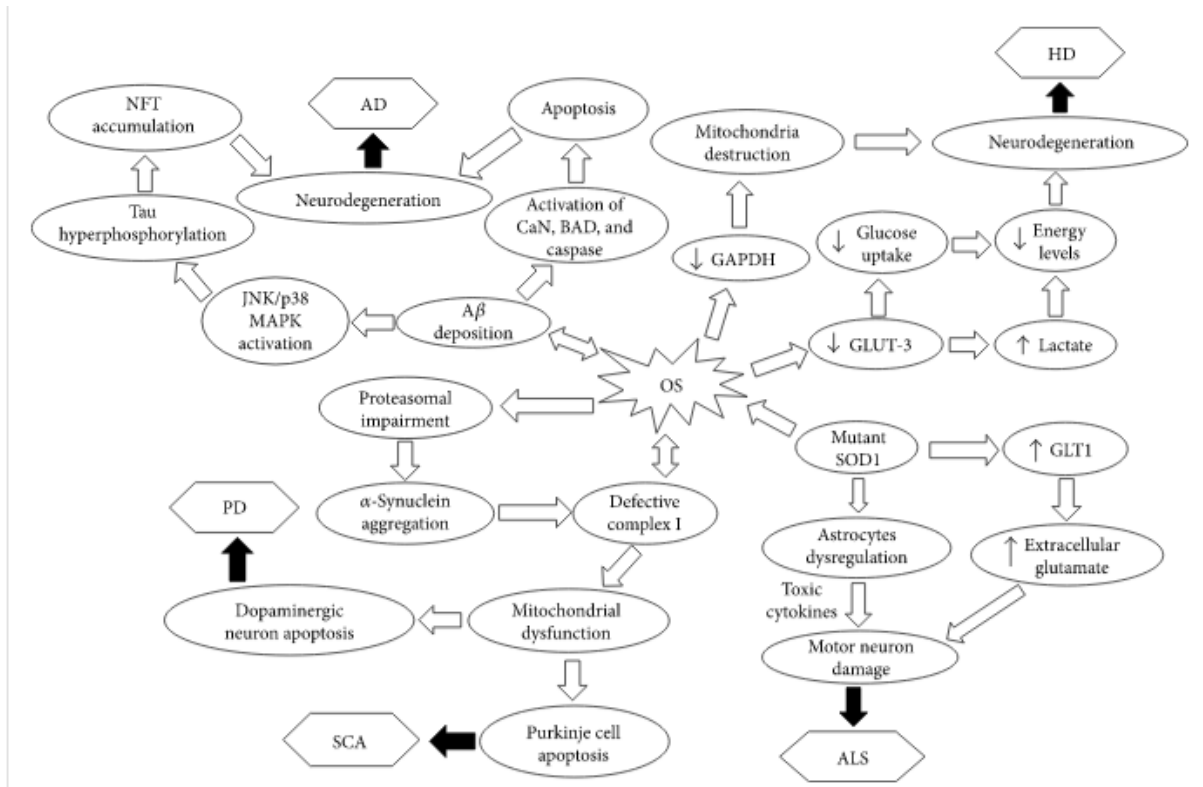 HD
NFT
accumulation
AD
Apoptosis
Mitochondria
destruction
Neurodegeneration
Neurodegeneration
Tau
hyperphosphorylation
Activation of
CaN, BAD, and
caspase
↓ GAPDH
↓ Glucose
uptake
↓ Energy
levels
JNK/p38
MAPK
activation
Aβ
deposition
↓ GLUT-3
↑ Lactate
OS
Proteasomal
impairment
Mutant
SOD1
↑ GLT1
PD
α-Synuclein
aggregation
Defective
complex I
Astrocytes
dysregulation
↑ Extracellular
glutamate
Toxic
cytokines
Dopaminergic
neuron apoptosis
Mitochondrial
dysfunction
Motor neuron
damage
SCA
Purkinje cell
apoptosis
ALS